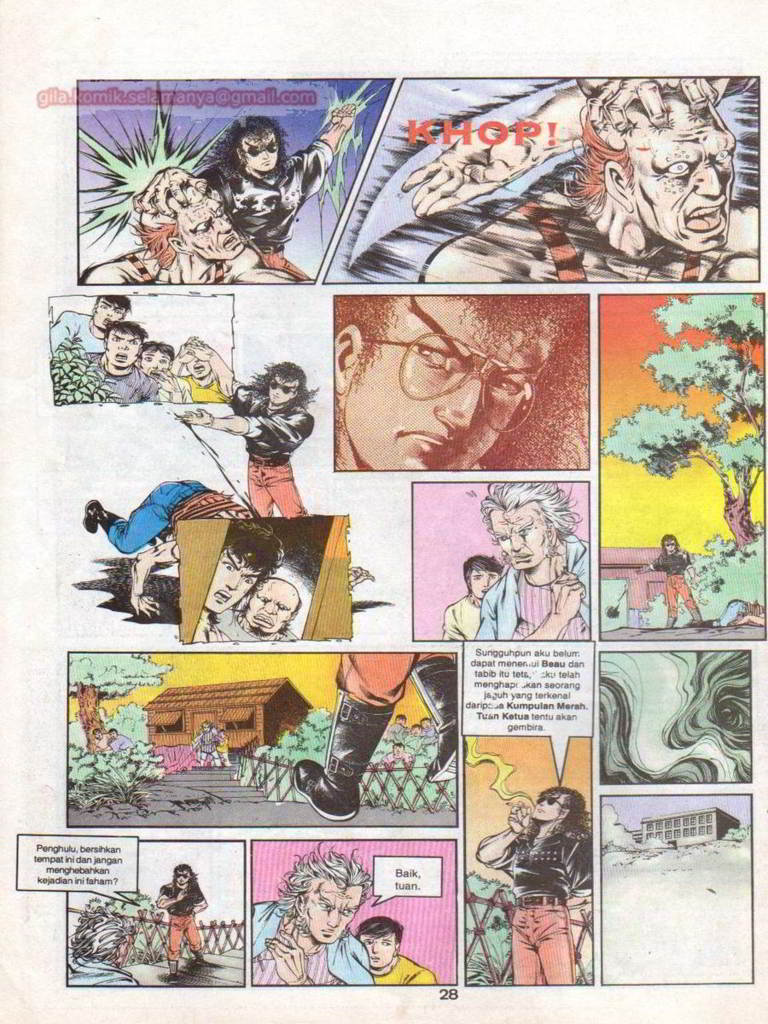 gila.komik.selamanya@gmail.com
KHOP!
Sungguhpun aku belum
dapat menemui Beau dan
tabib itu tetapi aku telah
menghapuskan seorang
jaguh yang terkenal
daripada Kumpulan Merah.
Tuan Ketua tentu akan
gembira.
Penghulu, bersihkan
tempat ini dan jangan
menghebahkan
kejadian ini faham?
Baik,
tuan.
28